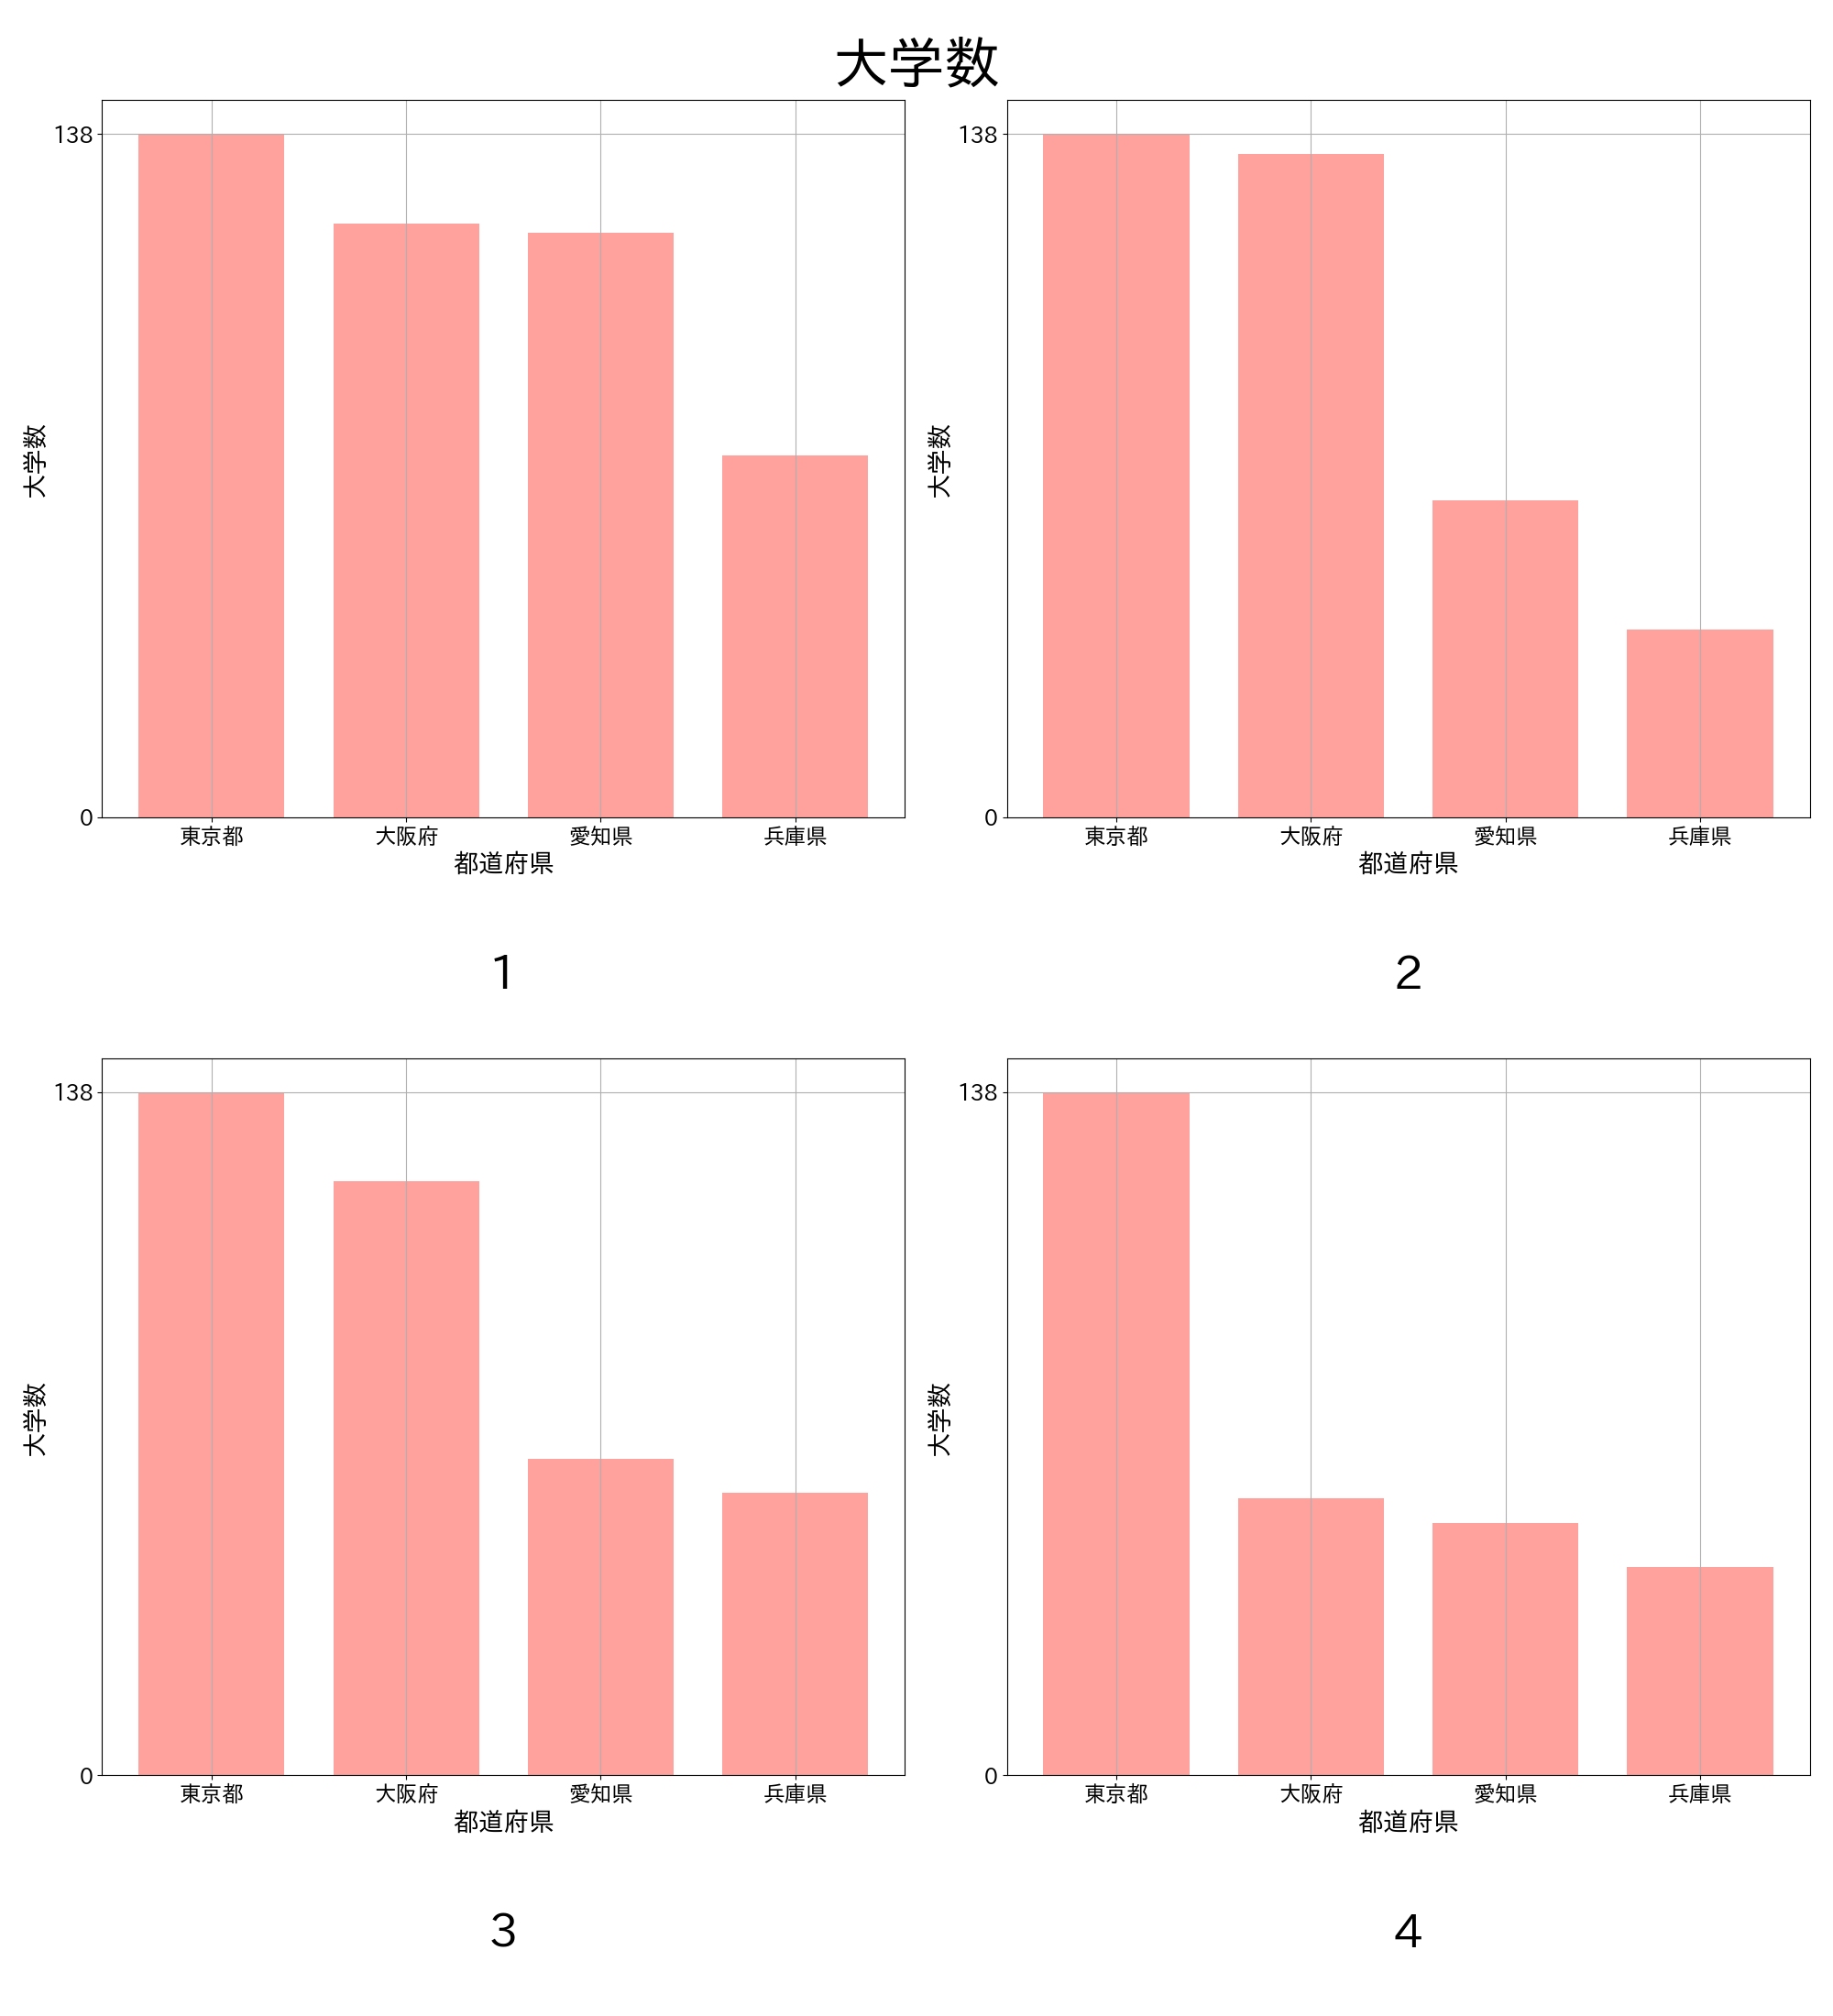 大学数
138
0
大学数
東京都 大阪府 愛知県 兵庫県
都道府県
1
138
0
大学数
東京都 大阪府 愛知県 兵庫県
都道府県
2
138
0
大学数
東京都 大阪府 愛知県 兵庫県
都道府県
3
138
0
大学数
東京都 大阪府 愛知県 兵庫県
都道府県
4